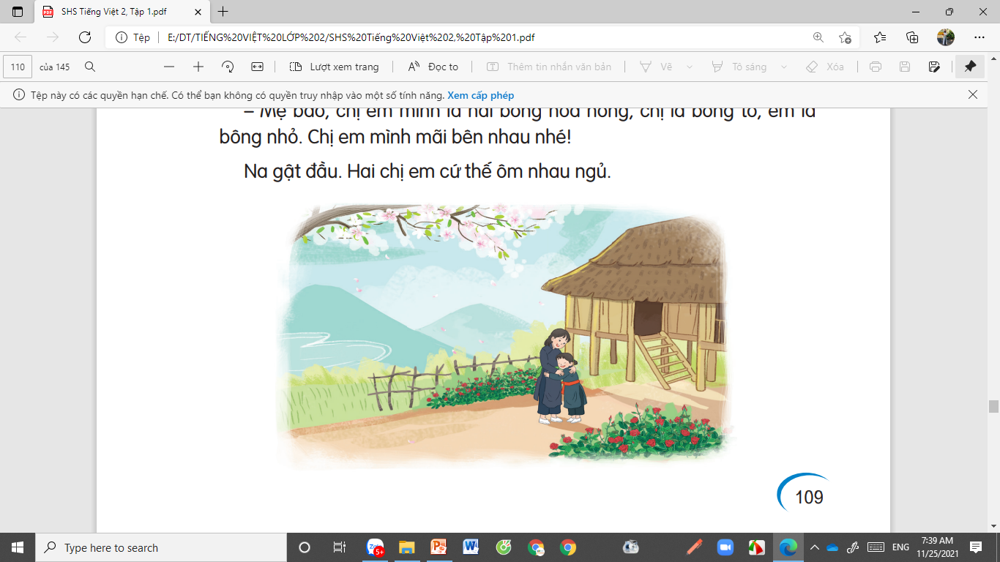 SHS Tiếng Việt 2, Tập 1.pdf
Tệp
E:/DT/TIẾNG%20VIỆT%20LỚP%202/SHS%20Tiếng%20Việt%202,%20Tập%201.pdf
110 của 145
Lượt xem trang
Đọc to
Thêm tin nhắn văn bản
Vẽ
Tô sáng
Xóa
Tệp này có các quyền hạn chế. Có thể bạn không có quyền truy nhập vào một số tính năng. Xem cấp phép
– Mẹ bảo, chị em mình là hai bông hoa hồng, chị là bông to, em là
bông nhỏ. Chị em mình mãi bên nhau nhé!
Na gật đầu. Hai chị em cứ thế ôm nhau ngủ.
109
Type here to search
5+
ENG
7:39 AM
11/25/2021